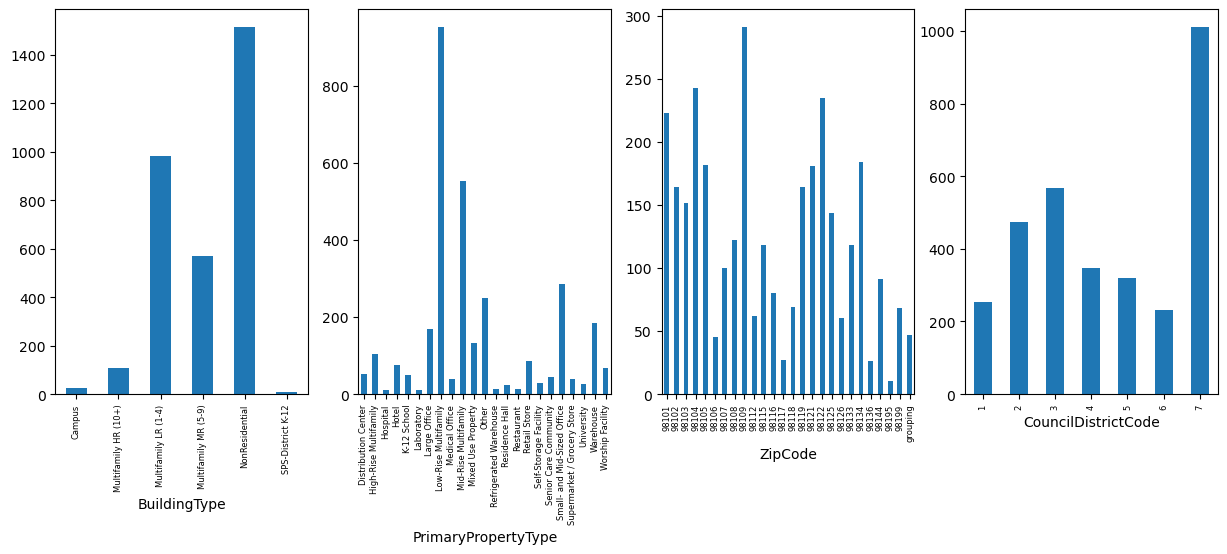 1400
1200
1000
800
600
400
200
0
Campus
Multifamily HR (10+)
Multifamily LR (1-4)
Multifamily MR (5-9)
NonResidential
SPS-District K-12
BuildingType
800
600
400
200
0
Distribution Center
High-Rise Multifamily
Hospital
Hotel
K-12 School
Laboratory
Large Office
Low-Rise Multifamily
Medical Office
Mid-Rise Multifamily
Mixed Use Property
Other
Refrigerated Warehouse
Residence Hall
Restaurant
Retail Store
Self-Storage Facility
Senior Care Community
Small- and Mid-Sized Office
Supermarket / Grocery Store
University
Warehouse
Worship Facility
PrimaryPropertyType
300
250
200
150
100
50
0
98101
98102
98103
98104
98105
98106
98107
98108
98109
98112
98115
98116
98117
98118
98119
98121
98122
98125
98126
98133
98134
98136
98144
98195
98199
grouping
ZipCode
1000
800
600
400
200
0
1
2
3
4
5
6
7
CouncilDistrictCode